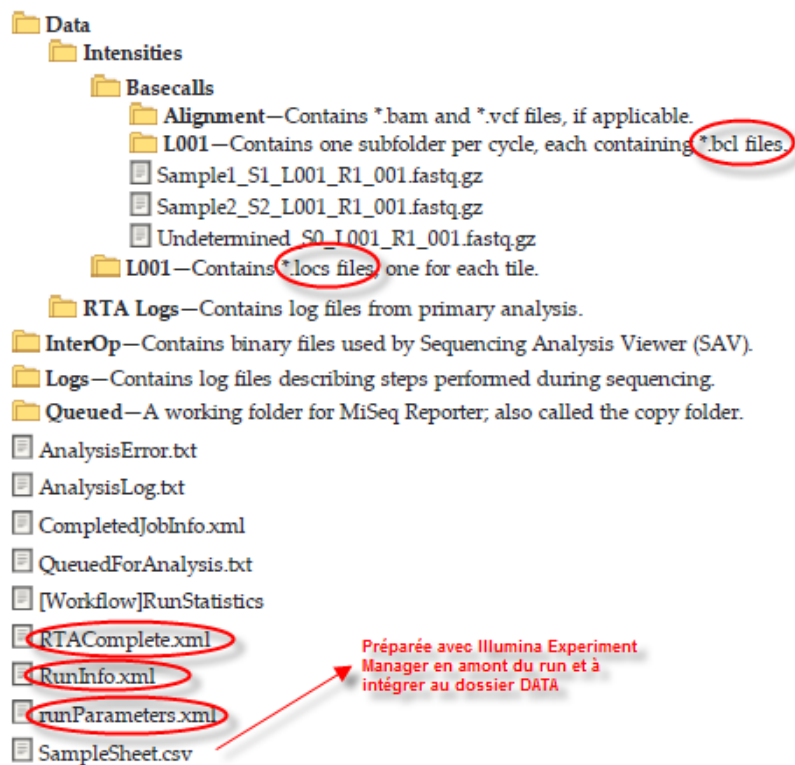 Data
Intensities
Basecalls
Alignment—Contains *.bam and *.vcf files, if applicable.
L001—Contains one subfolder per cycle, each containing *.bcl files.
Sample1_S1_L001_R1_001.fastq.gz
Sample2_S2_L001_R1_001.fastq.gz
Undetermined_S0_L001_R1_001.fastq.gz
L001—Contains *.locs files, one for each tile.
RTA Logs—Contains log files from primary analysis.
InterOp—Contains binary files used by Sequencing Analysis Viewer (SAV).
Logs—Contains log files describing steps performed during sequencing.
Queued—A working folder for MiSeq Reporter; also called the copy folder.
AnalysisError.txt
AnalysisLog.txt
CompletedJobInfo.xml
QueuedForAnalysis.txt
[Workflow]RunStatistics
RTAComplete.xml
RunInfo.xml
runParameters.xml
SampleSheet.csv
Préparée avec Illumina Experiment
Manager en amont du run et à
intégrer au dossier DATA